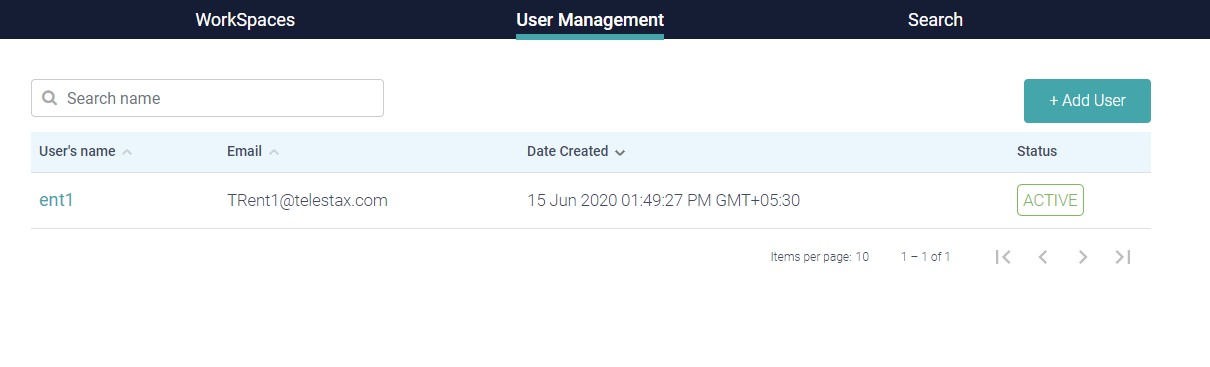 WorkSpaces User Management Search
Search name
+ Add User
User's name Email Date Created Status
ent1 TRent1@telestax.com 15 Jun 2020 01:49:27 PM GMT+05:30 ACTIVE
Items per page: 10 1 – 1 of 1